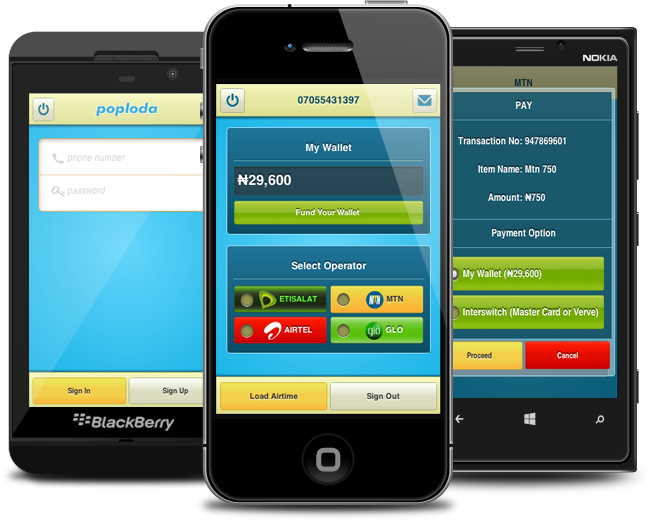 poploda
phone number
password
Sign In
Sign Up
BlackBerry
07055431397
My Wallet
₦29,600
Fund Your Wallet
Select Operator
ETISALAT
MTN MTN
AIRTEL
glo GLO
Load Airtime
Sign Out
NOKIA
MTN
PAY
Transaction No: 947869601
Item Name: Mtn 750
Amount: ₦750
Payment Option
My Wallet (₦29,600)
Interswitch (Master Card or Verve)
Proceed
Cancel